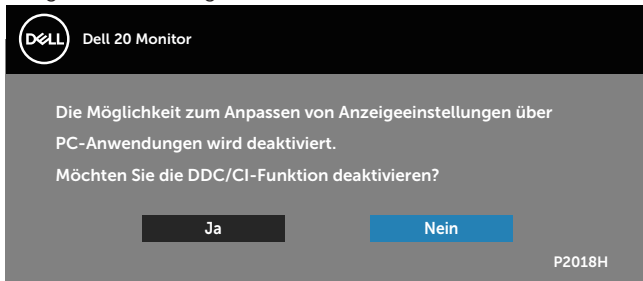 DELL Dell 20 Monitor
Die Möglichkeit zum Anpassen von Anzeigeeinstellungen über
PC-Anwendungen wird deaktiviert.
Möchten Sie die DDC/CI-Funktion deaktivieren?
Ja Nein
P2018H